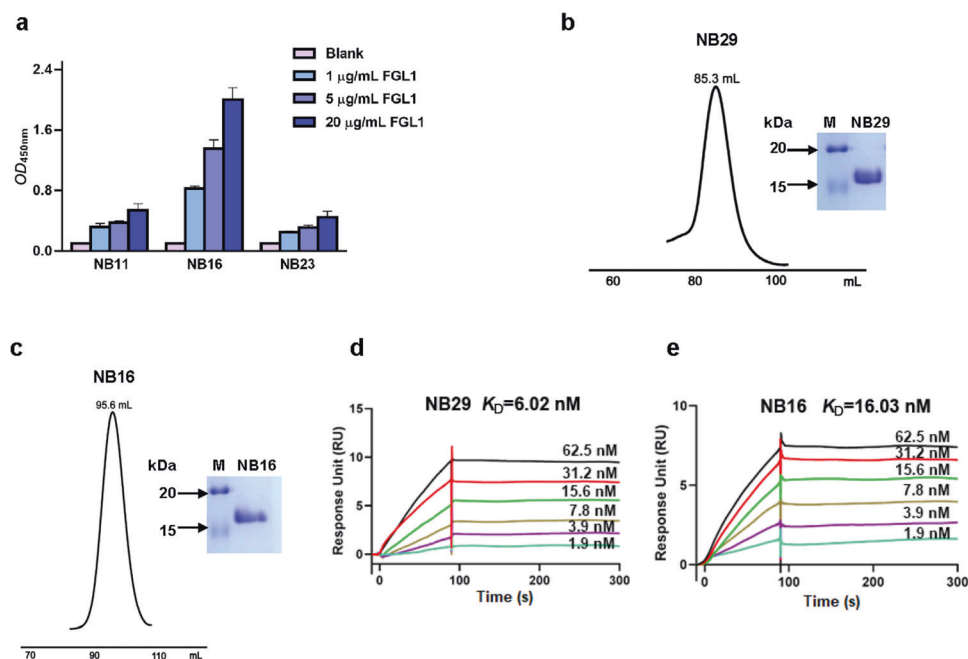 a
Blank
1 µg/mL FGL1
5 µg/mL FGL1
20 µg/mL FGL1
OD450nm
2.4
1.6
0.8
0.0
NB11 NB16 NB23
b
NB29
85.3 mL
kDa M NB29
20
15
60 80 100 mL
c
NB16
95.6 mL
kDa M NB16
20
15
70 90 110 mL
d
NB29 KD=6.02 nM
Response Unit (RU)
15
10
5
0
62.5 nM
31.2 nM
15.6 nM
7.8 nM
3.9 nM
1.9 nM
0 100 200 300
Time (s)
e
NB16 KD=16.03 nM
Response Unit (RU)
10
5
0
62.5 nM
31.2 nM
15.6 nM
7.8 nM
3.9 nM
1.9 nM
0 100 200 300
Time (s)